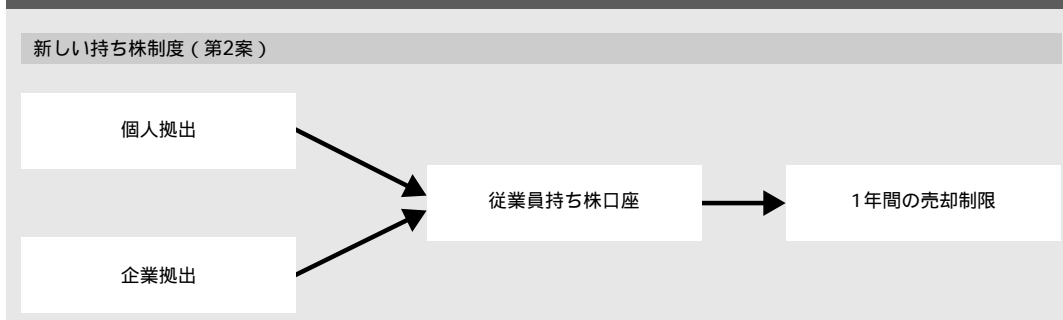 新しい持ち株制度（第2案）
個人拠出
従業員持ち株口座
1年間の売却制限
企業拠出